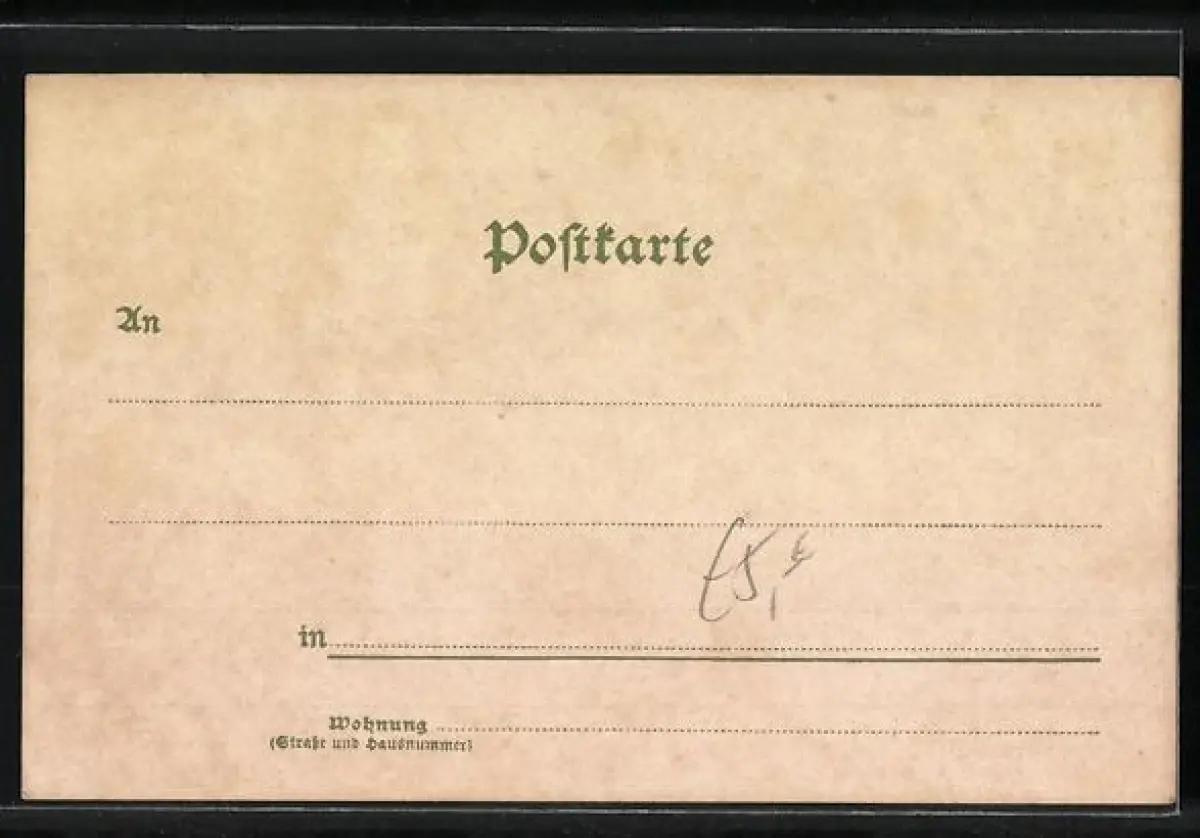 Postkarte
An
in
Wohnung
(Straße und Hausnummer)